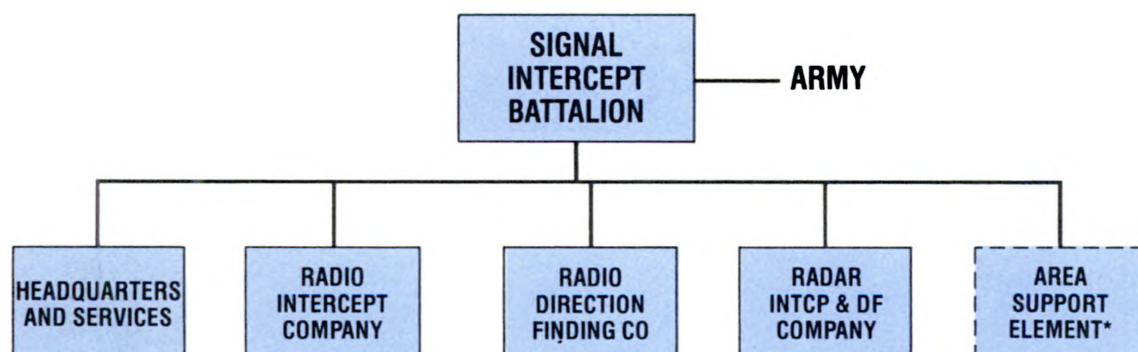 SIGNAL
INTERCEPT
BATTALION
ARMY
HEADQUARTERS
AND SERVICES
RADIO
INTERCEPT
COMPANY
RADIO
DIRECTION
FINDING CO
RADAR
INTCP & DF
COMPANY
AREA
SUPPORT
ELEMENT*